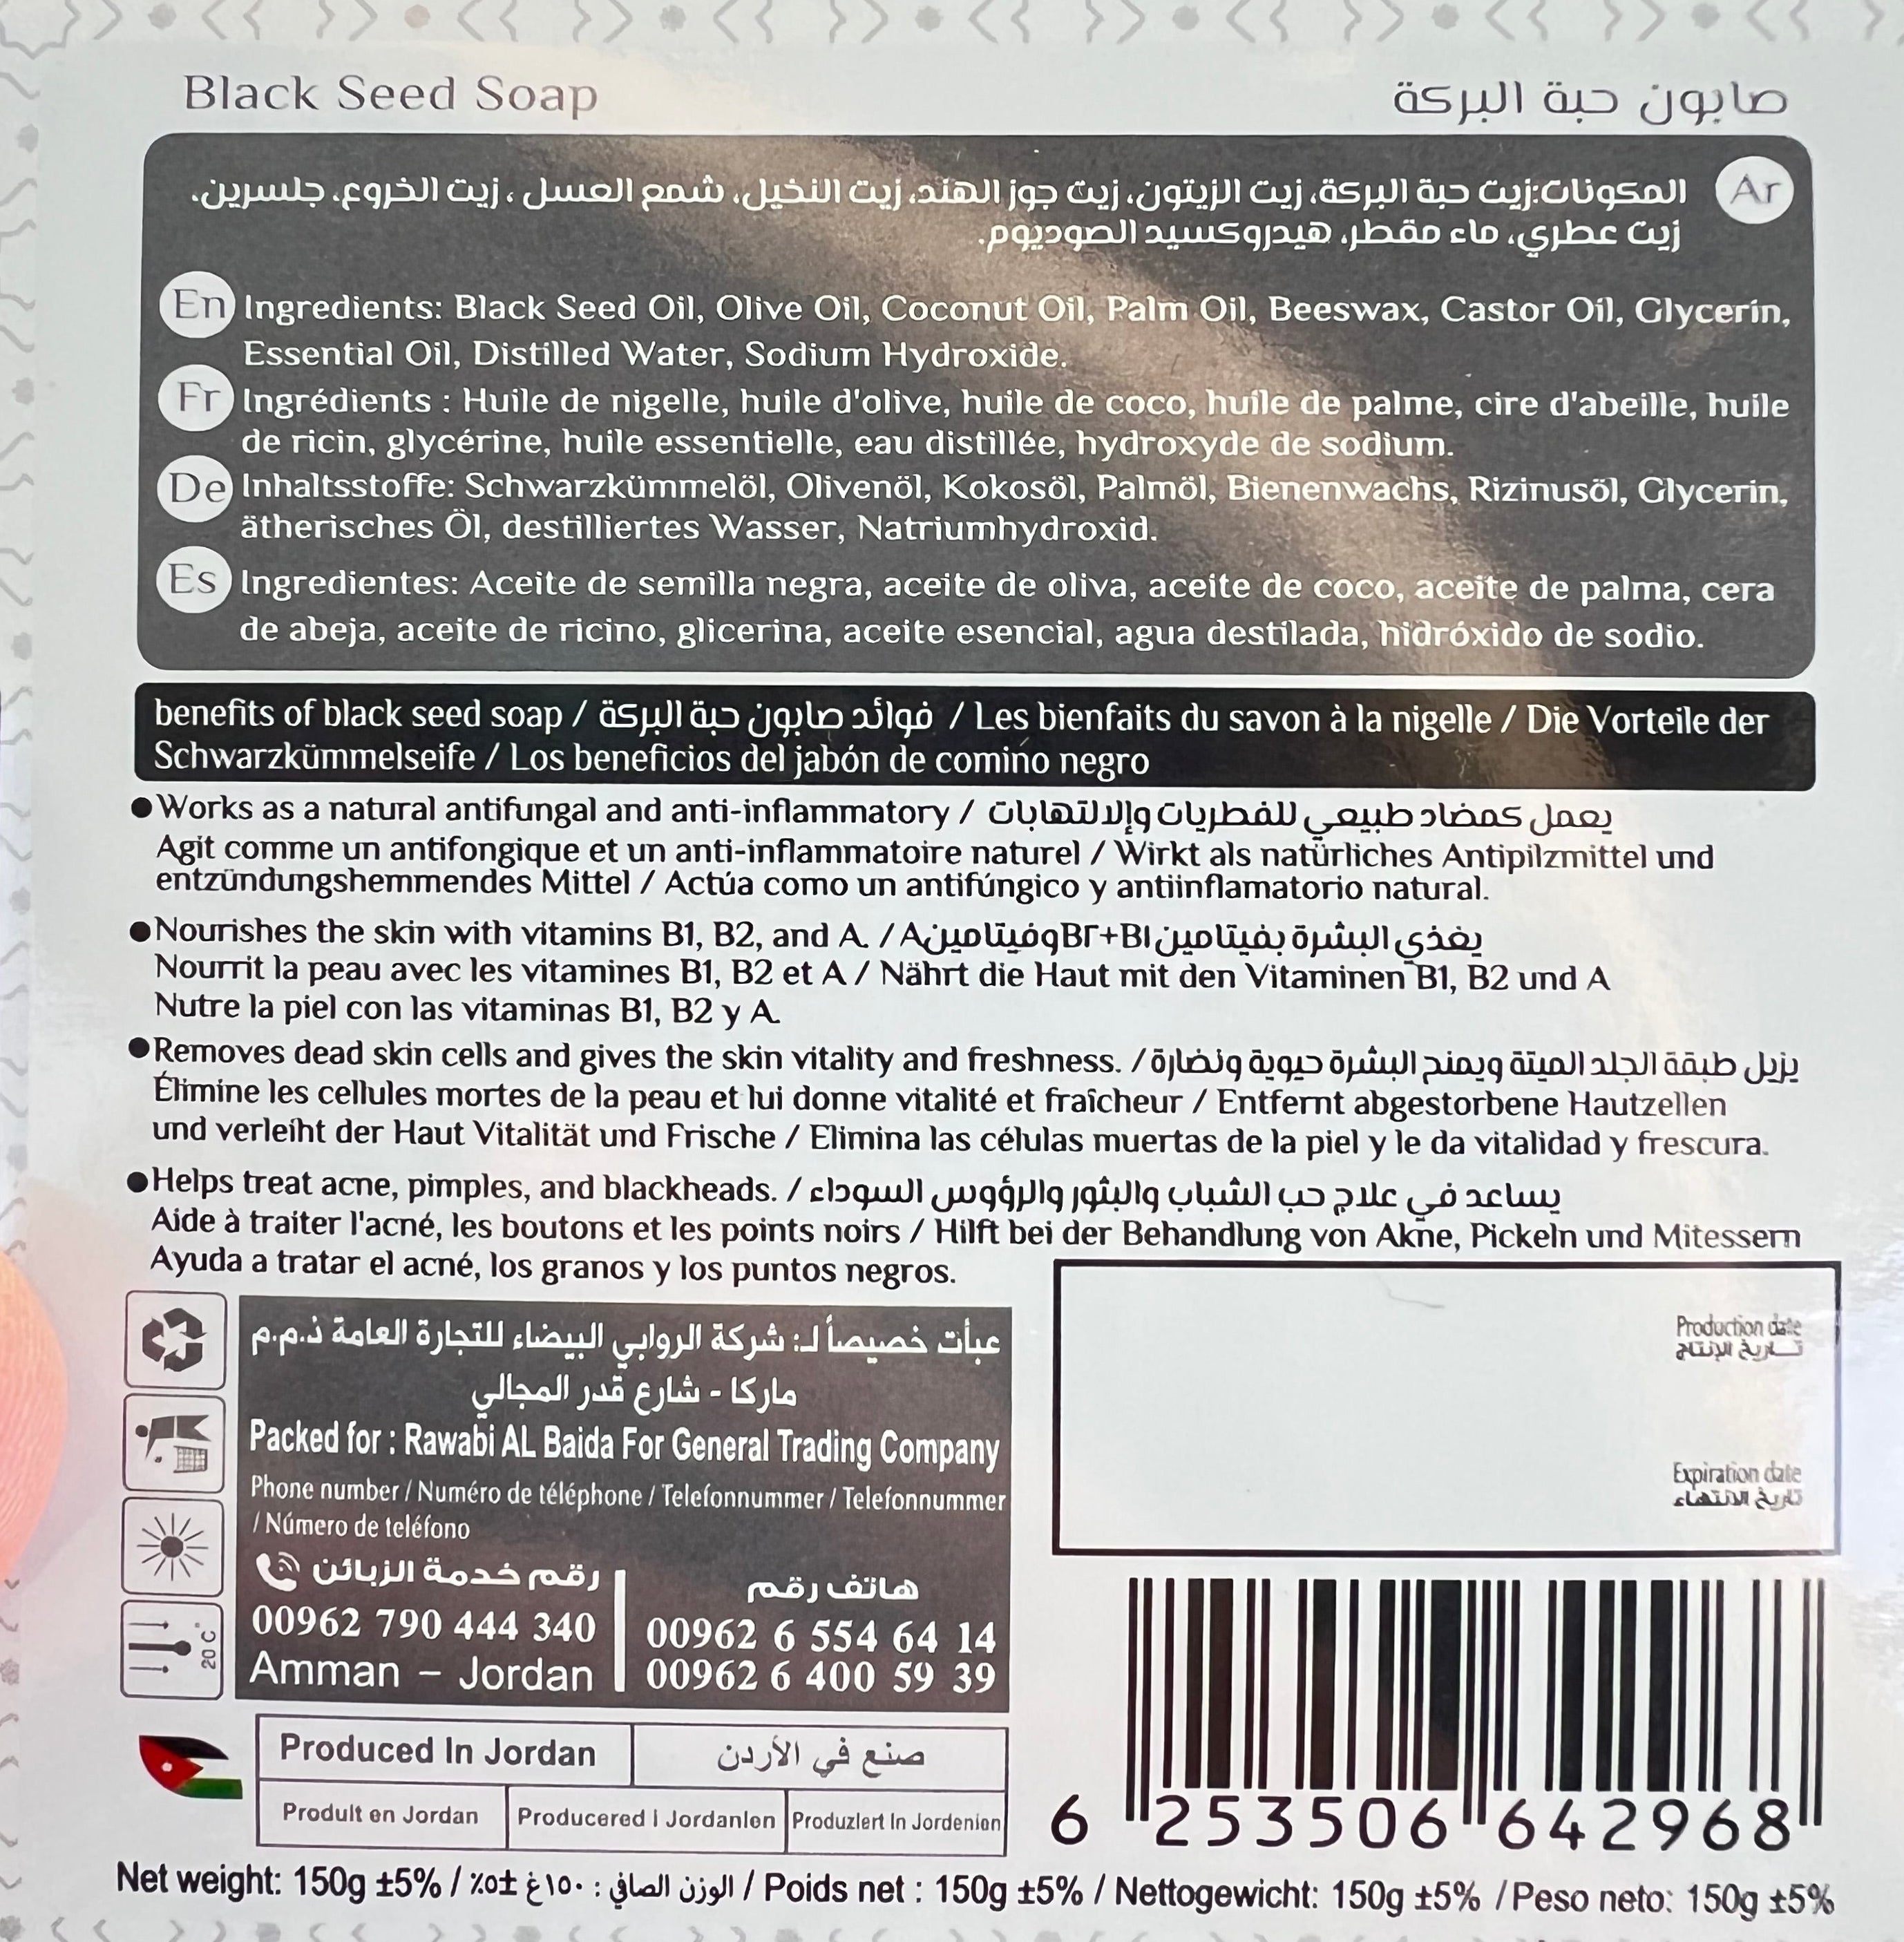 Black Seed Soap
صابون حبة البركة
Ar
المكونات:زيت حبة البركة، زيت الزيتون، زيت جوز الهند، زيت النخيل، شمع العسل ، زيت الخروع، جلسرين،
زيت عطري، ماء مقطر، هيدروكسيد الصوديوم.
En Ingredients: Black Seed Oil, Olive Oil, Coconut Oil, Palm Oil, Beeswax, Castor Oil, Glycerin,
Essential Oil, Distilled Water, Sodium Hydroxide.
Fr Ingrédients : Huile de nigelle, huile d'olive, huile de coco, huile de palme, cire d'abeille, huile
de ricin, glycérine, huile essentielle, eau distillée, hydroxyde de sodium.
De Inhaltsstoffe: Schwarzkümmelöl, Olivenöl, Kokosöl, Palmöl, Bienenwachs, Rizinusöl, Glycerin,
ätherisches Öl, destilliertes Wasser, Natriumhydroxid.
Es Ingredientes: Aceite de semilla negra, aceite de oliva, aceite de coco, aceite de palma, cera
de abeja, aceite de ricino, glicerina, aceite esencial, agua destilada, hidróxido de sodio.
benefits of black seed soap / فوائد صابون حبة البركة / Les bienfaits du savon à la nigelle / Die Vorteile der
Schwarzkümmelseife / Los beneficios del jabón de comino negro
●Works as a natural antifungal and anti-inflammatory / يعمل كمضاد طبيعي للفطريات وإلالتهابات
Agit comme un antifongique et un anti-inflammatoire naturel / Wirkt als natürliches Antipilzmittel und
entzündungshemmendes Mittel / Actúa como un antifúngico y antiinflamatorio natural.
●Nourishes the skin with vitamins B1, B2, and A. / يغذي البشرة بفيتامين B١+B٢ وفيتامين A
Nourrit la peau avec les vitamines B1, B2 et A / Nährt die Haut mit den Vitaminen B1, B2 und A
Nutre la piel con las vitaminas B1, B2 y A.
●Removes dead skin cells and gives the skin vitality and freshness. / يزيل طبقة الجلد الميتة ويمنح البشرة حيوية ونضارة
Élimine les cellules mortes de la peau et lui donne vitalité et fraîcheur / Entfernt abgestorbene Hautzellen
und verleiht der Haut Vitalität und Frische / Elimina las células muertas de la piel y le da vitalidad y frescura.
●Helps treat acne, pimples, and blackheads. / يساعد في علاج حب الشباب والبثور والرؤوس السوداء
Aide à traiter l'acné, les boutons et les points noirs / Hilft bei der Behandlung von Akne, Pickeln und Mitessern
Ayuda a tratar el acné, los granos y los puntos negros.
عبأت خصيصاً لـ: شركة الروابي البيضاء للتجارة العامة ذ.م.م
ماركا - شارع قدر المجالي
Packed for : Rawabi AL Baida For General Trading Company
Phone number / Numéro de téléphone / Telefonnummer / Telefonnummer
/ Número de teléfono
رقم خدمة الزبائن
00962 790 444 340
Amman – Jordan
هاتف رقم
00962 6 554 64 14
00962 6 400 59 39
20 C°
Production date
تاريخ الإنتاج
Expiration date
تاريخ الانتهاء
Produced In Jordan
صنع في الأردن
Produit en Jordan
Producered i Jordanien
Produziert In Jordenien
6 253506 642968
Net weight: 150g ±5% / الوزن الصافي : ١٥٠غ ±٥٪ / Poids net : 150g ±5% / Nettogewicht: 150g ±5% / Peso neto: 150g ±5%